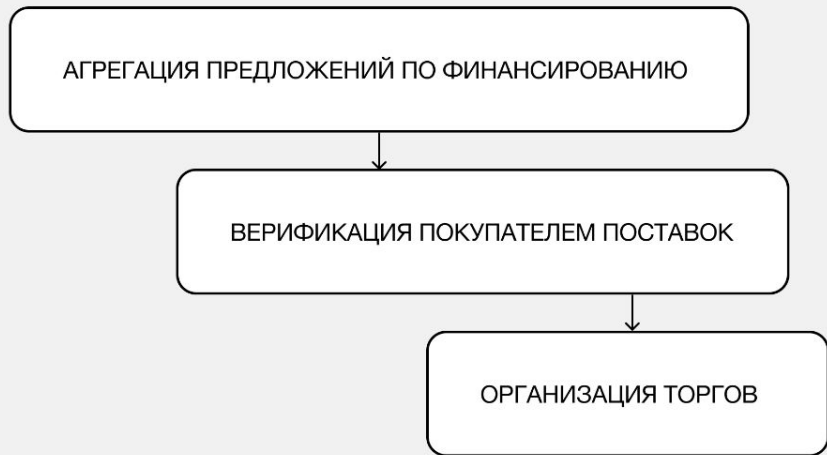 АГРЕГАЦИЯ ПРЕДЛОЖЕНИЙ ПО ФИНАНСИРОВАНИЮ
ВЕРИФИКАЦИЯ ПОКУПАТЕЛЕМ ПОСТАВОК
ОРГАНИЗАЦИЯ ТОРГОВ